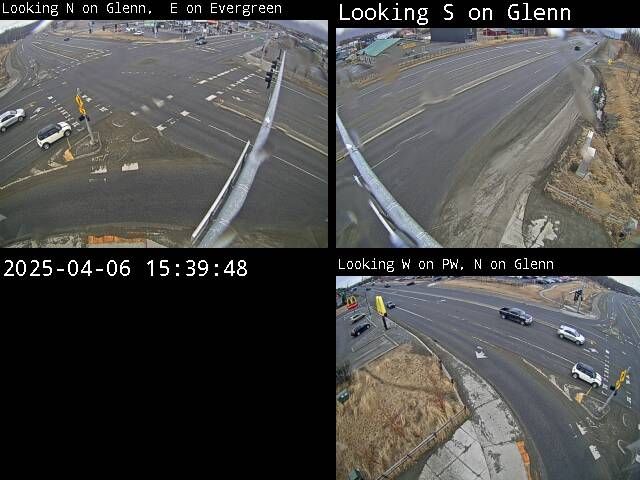 Looking N on Glenn,  E on Evergreen
Looking S on Glenn
2025-04-06 15:39:48
Looking W on PW, N on Glenn